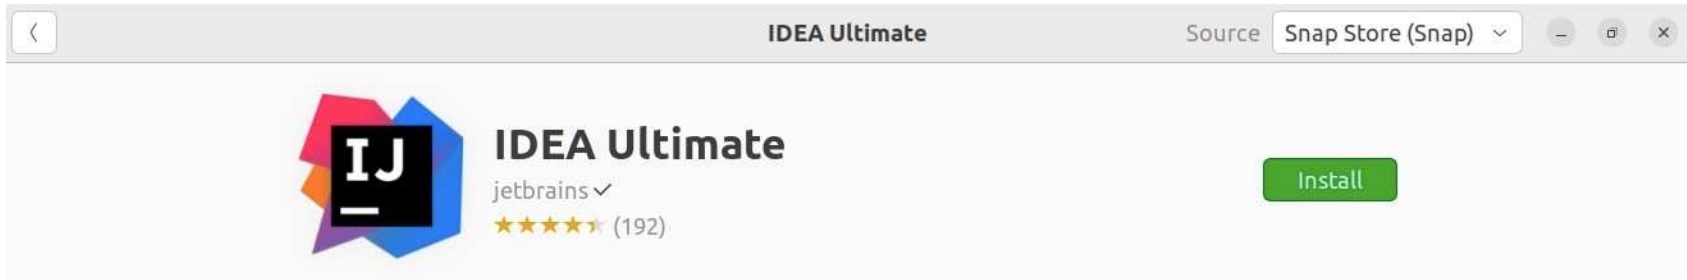 IDEA Ultimate
Source Snap Store (Snap)
IJ
IDEA Ultimate
jetbrains
(192)
Install